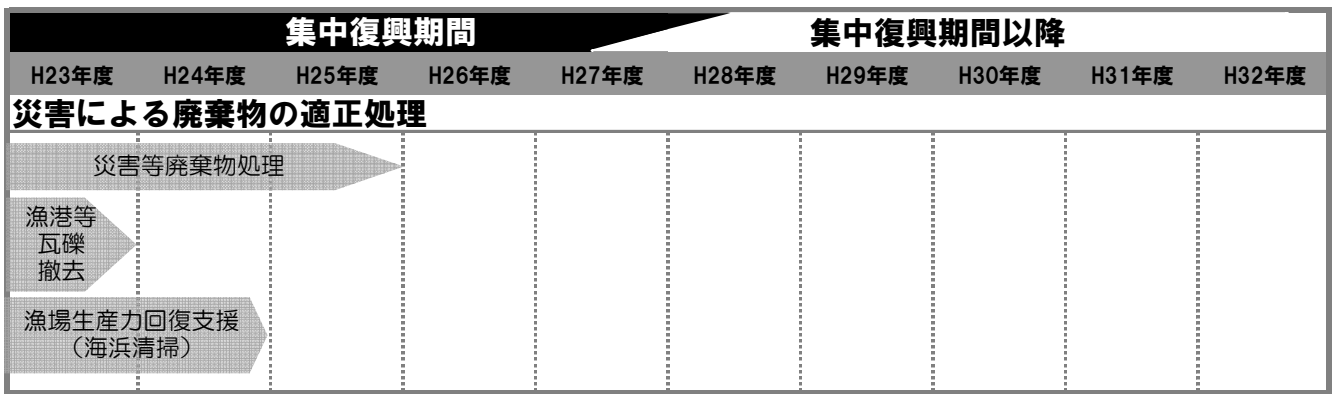 集中復興期間 集中復興期間以降
H23年度 H24年度 H25年度 H26年度 H27年度 H28年度 H29年度 H30年度 H31年度 H32年度
災害による廃棄物の適正処理
災害等廃棄物処理
漁港等
瓦礫
撤去
漁場生産力回復支援
（海浜清掃）